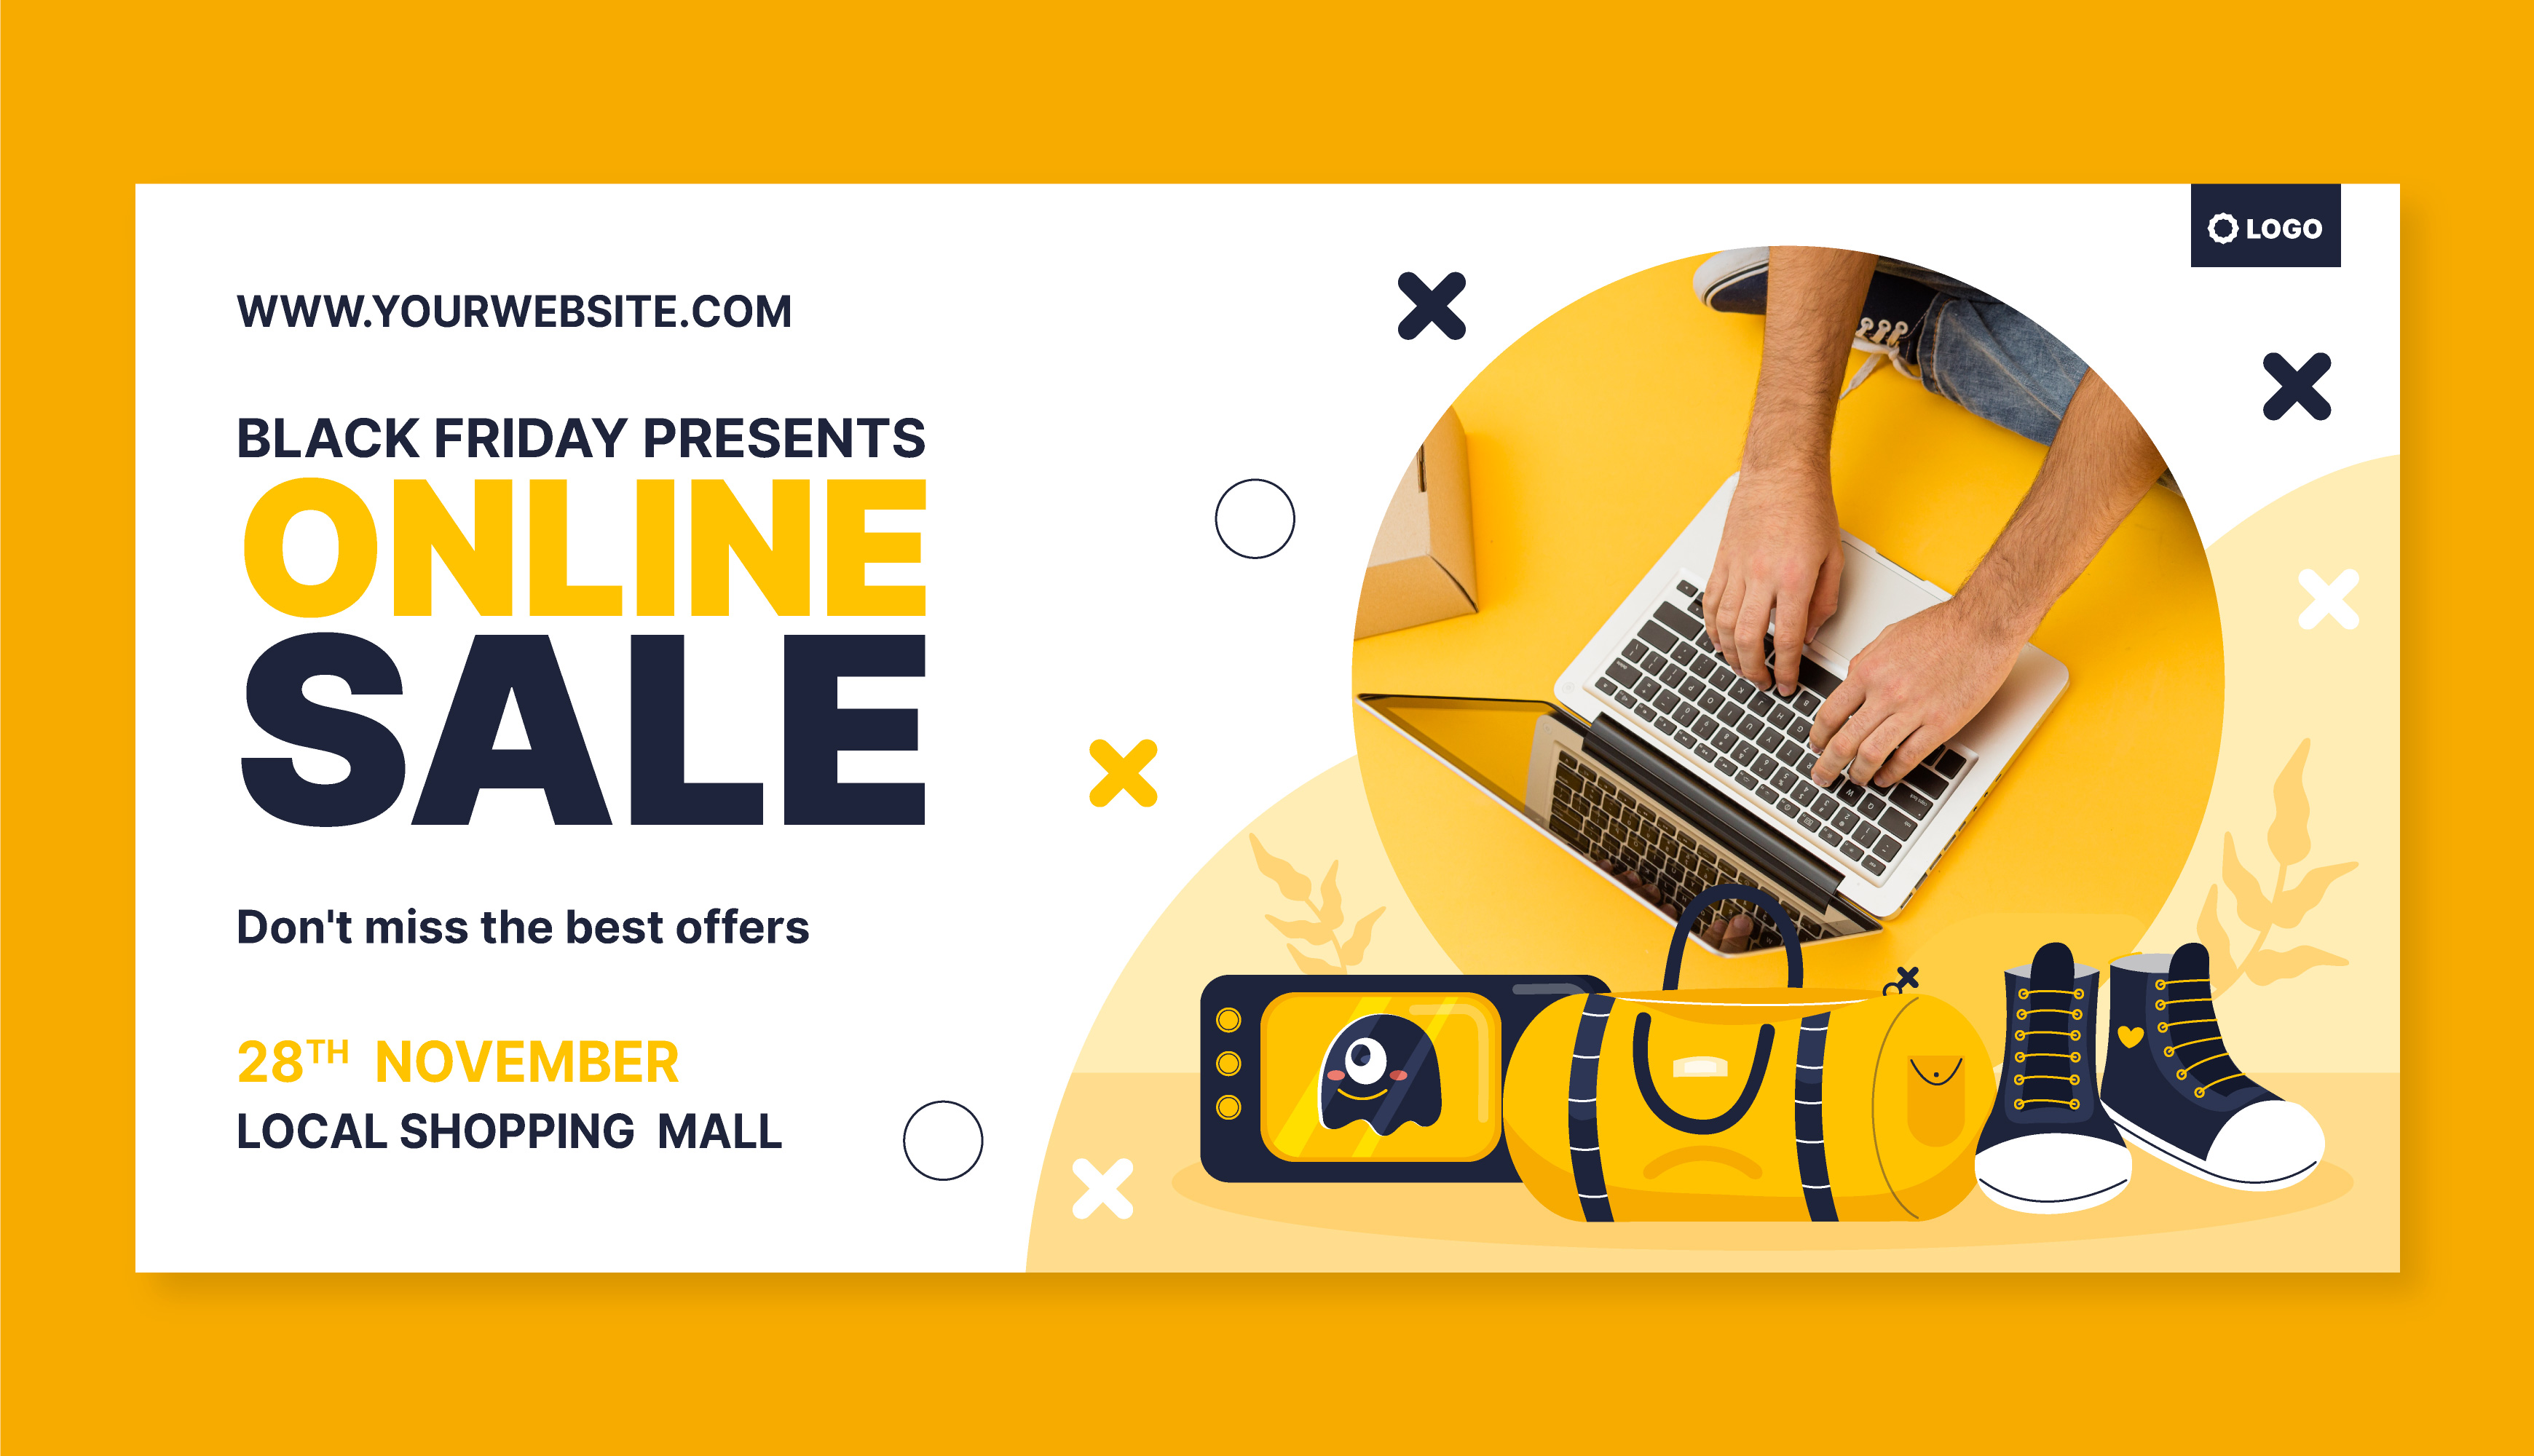 LOGO
WWW.YOURWEBSITE.COM
BLACK FRIDAY PRESENTS
ONLINE
SALE
Don't miss the best offers
28TH NOVEMBER
LOCAL SHOPPING MALL